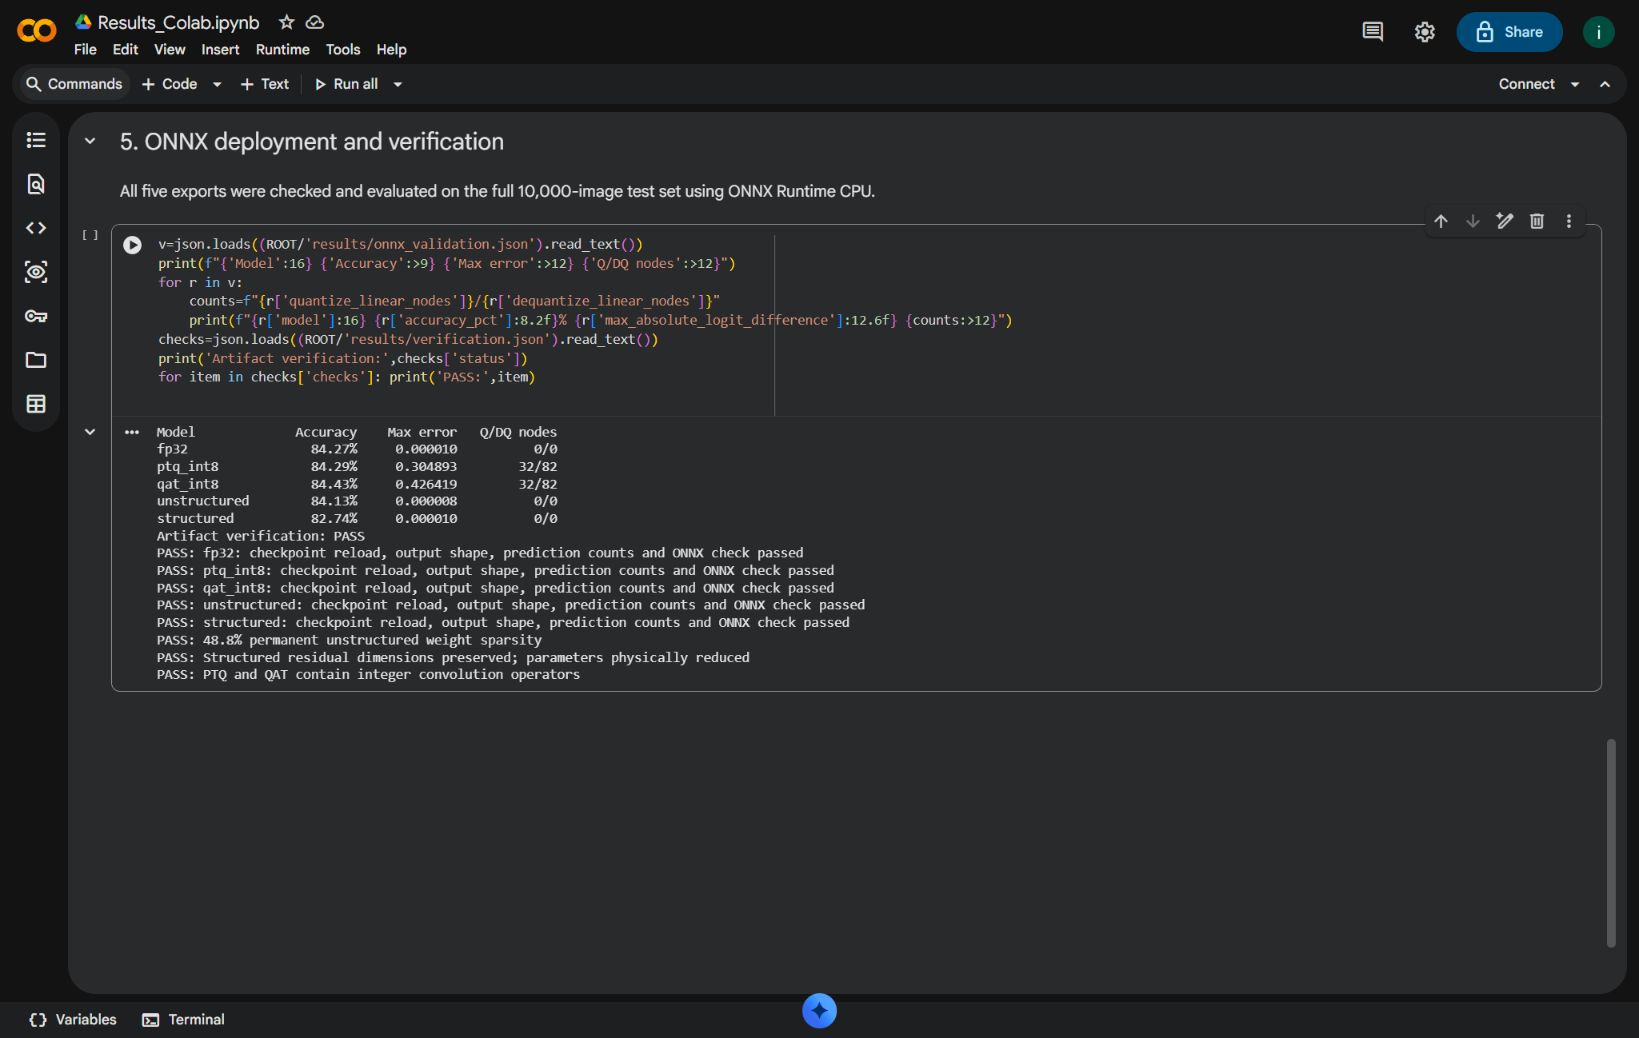 Results_Colab.ipynb
File Edit View Insert Runtime Tools Help
Share
i
Commands + Code + Text Run all
Connect
5. ONNX deployment and verification
All five exports were checked and evaluated on the full 10,000-image test set using ONNX Runtime CPU.
[ ]
v=json.loads((ROOT/'results/onnx_validation.json').read_text())
print(f"{'Model':16} {'Accuracy':>9} {'Max error':>12} {'Q/DQ nodes':>12}")
for r in v:
    counts=f"{r['quantize_linear_nodes']}/{r['dequantize_linear_nodes']}"
    print(f"{r['model']:16} {r['accuracy_pct']:8.2f}% {r['max_absolute_logit_difference']:12.6f} {counts:>12}")
checks=json.loads((ROOT/'results/verification.json').read_text())
print('Artifact verification:',checks['status'])
for item in checks['checks']: print('PASS:',item)
Model Accuracy Max error Q/DQ nodes
fp32 84.27% 0.000010 0/0
ptq_int8 84.29% 0.304893 32/82
qat_int8 84.43% 0.426419 32/82
unstructured 84.13% 0.000008 0/0
structured 82.74% 0.000010 0/0
Artifact verification: PASS
PASS: fp32: checkpoint reload, output shape, prediction counts and ONNX check passed
PASS: ptq_int8: checkpoint reload, output shape, prediction counts and ONNX check passed
PASS: qat_int8: checkpoint reload, output shape, prediction counts and ONNX check passed
PASS: unstructured: checkpoint reload, output shape, prediction counts and ONNX check passed
PASS: structured: checkpoint reload, output shape, prediction counts and ONNX check passed
PASS: 48.8% permanent unstructured weight sparsity
PASS: Structured residual dimensions preserved; parameters physically reduced
PASS: PTQ and QAT contain integer convolution operators
Variables Terminal